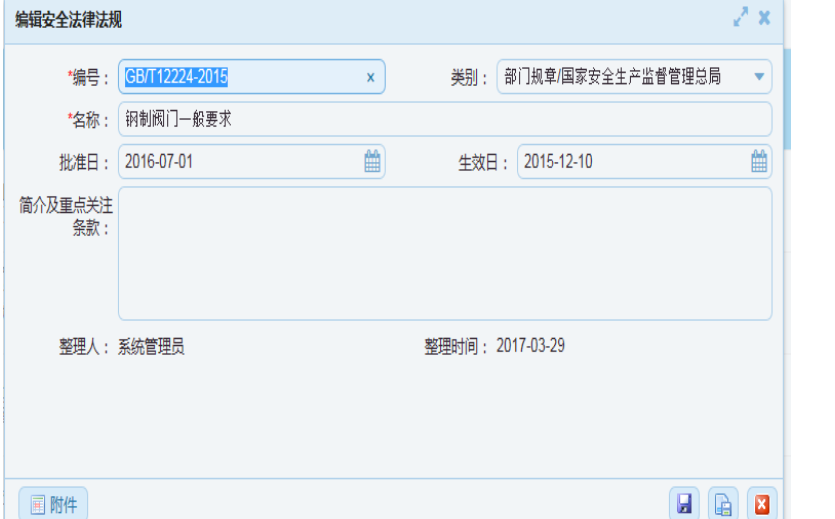 编辑安全法律法规
*编号： GB/T12224-2015 x 类别： 部门规章/国家安全生产监督管理总局
*名称： 钢制阀门一般要求
批准日： 2016-07-01 生效日： 2015-12-10
简介及重点关注
条款：
整理人： 系统管理员 整理时间： 2017-03-29
附件